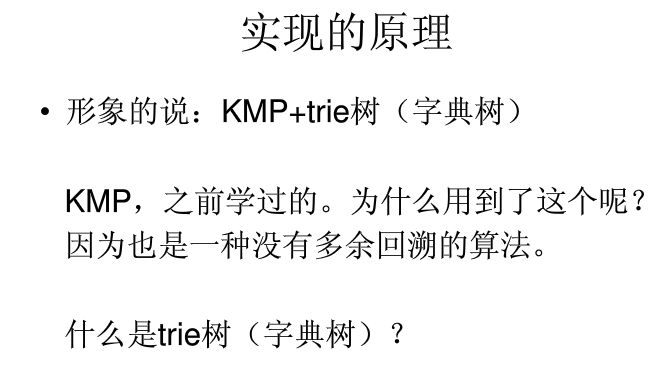 实现的原理
• 形象的说：KMP+trie树（字典树）
KMP，之前学过的。为什么用到了这个呢？
因为也是一种没有多余回溯的算法。
什么是trie树（字典树）？